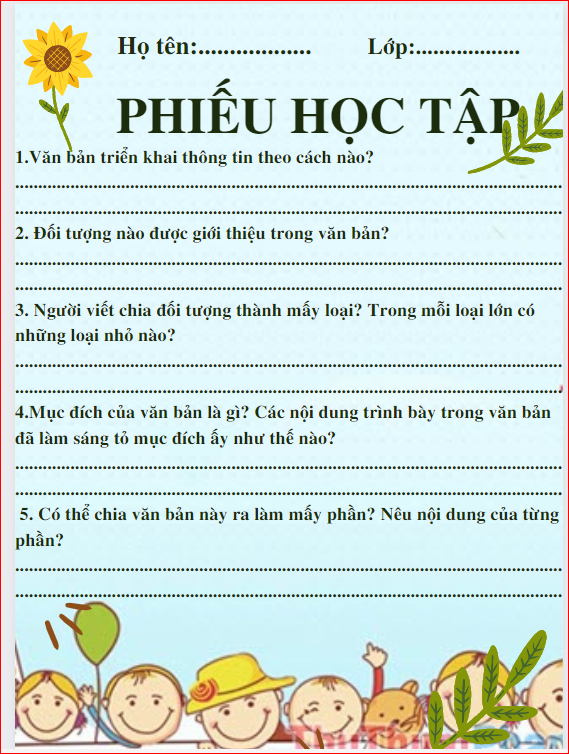 Họ tên:.................. Lớp:..................
PHIẾU HỌC TẬP
1.Văn bản triển khai thông tin theo cách nào?
..........................................................................................
..........................................................................................
2. Đối tượng nào được giới thiệu trong văn bản?
..........................................................................................
..........................................................................................
3. Người viết chia đối tượng thành mấy loại? Trong mỗi loại lớn có
những loại nhỏ nào?
..........................................................................................
..........................................................................................
4.Mục đích của văn bản là gì? Các nội dung trình bày trong văn bản
đã làm sáng tỏ mục đích ấy như thế nào?
..........................................................................................
..........................................................................................
5. Có thể chia văn bản này ra làm mấy phần? Nêu nội dung của từng
phần?
..........................................................................................
..........................................................................................